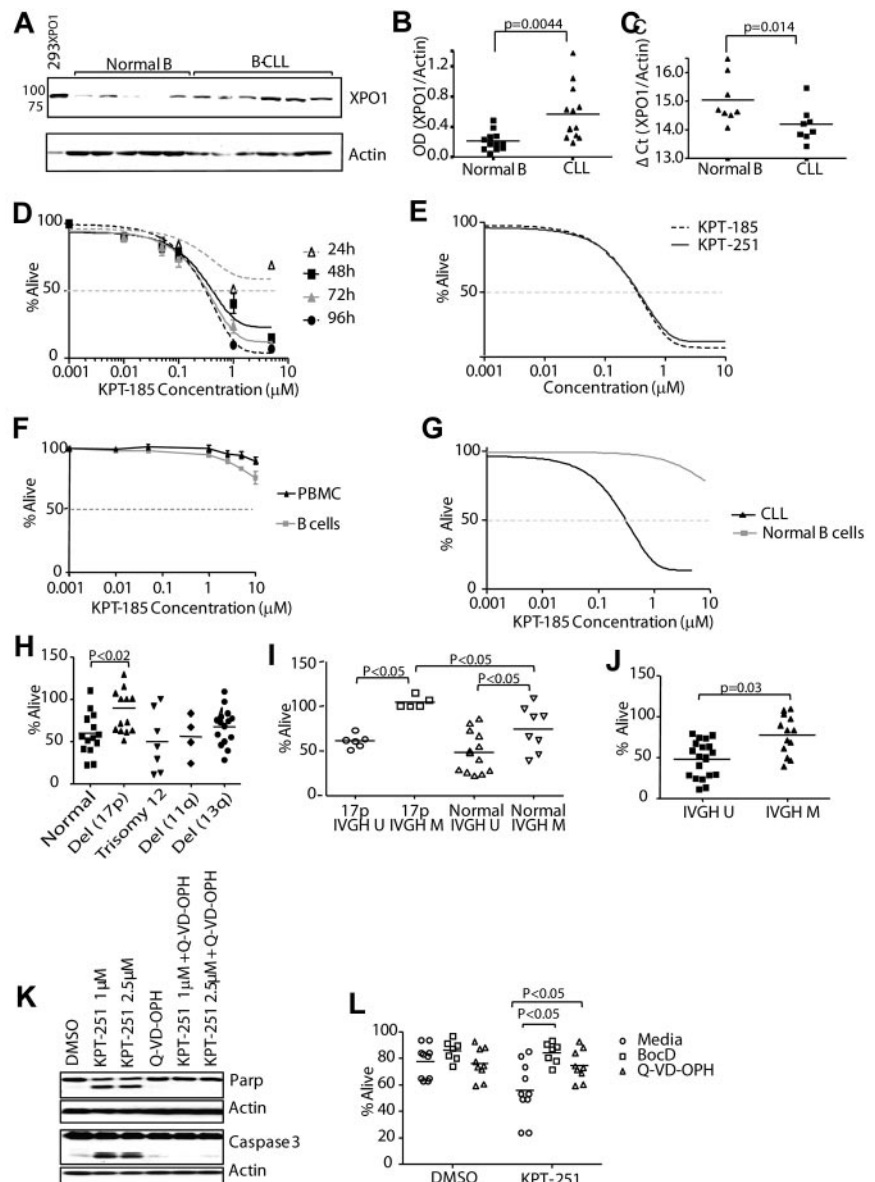 A
293XPO1
Normal B
B-CLL
100
75
XPO1
Actin
B
p=0.0044
OD (XPO1/Actin)
1.2
0.8
0.4
0.0
Normal B
CLL
C
p=0.014
Δ Ct (XPO1/Actin)
16.0
15.0
14.0
13.0
Normal B
CLL
D
% Alive
100
50
0
0.001
0.01
0.1
1
10
KPT-185 Concentration (μM)
24h
48h
72h
96h
E
% Alive
100
50
0
0.001
0.01
0.1
1
10
Concentration (μM)
KPT-185
KPT-251
F
% Alive
100
50
0
0.001
0.01
0.1
1
10
KPT-185 Concentration (μM)
PBMC
B cells
G
% Alive
100
50
0
0.001
0.01
0.1
1
10
KPT-185 Concentration (μM)
CLL
Normal B cells
H
P<0.02
% Alive
150
100
50
0
Normal
Del (17p)
Trisomy 12
Del (11q)
Del (13q)
I
P<0.05
P<0.05
P<0.05
% Alive
150
100
50
0
17p
IVGH U
17p
IVGH M
Normal
IVGH U
Normal
IVGH M
J
p=0.03
% Alive
150
100
50
0
IVGH U
IVGH M
K
DMSO
KPT-251 1μM
KPT-251 2.5μM
Q-VD-OPH
KPT-251 1μM+Q-VD-OPH
KPT-251 2.5μM+Q-VD-OPH
Parp
Actin
Caspase3
Actin
L
P<0.05
P<0.05
% Alive
100
80
60
40
20
0
DMSO
KPT-251
Media
BocD
Q-VD-OPH